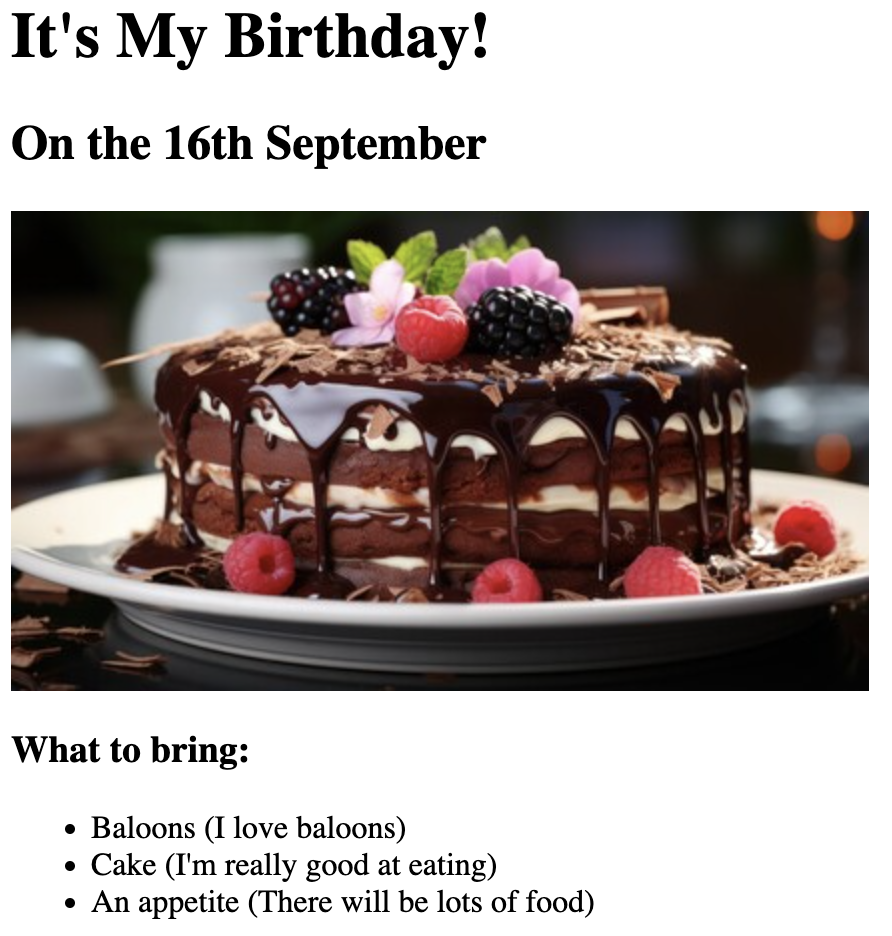 It's My Birthday!
On the 16th September
What to bring:
Baloons (I love baloons)
Cake (I'm really good at eating)
An appetite (There will be lots of food)